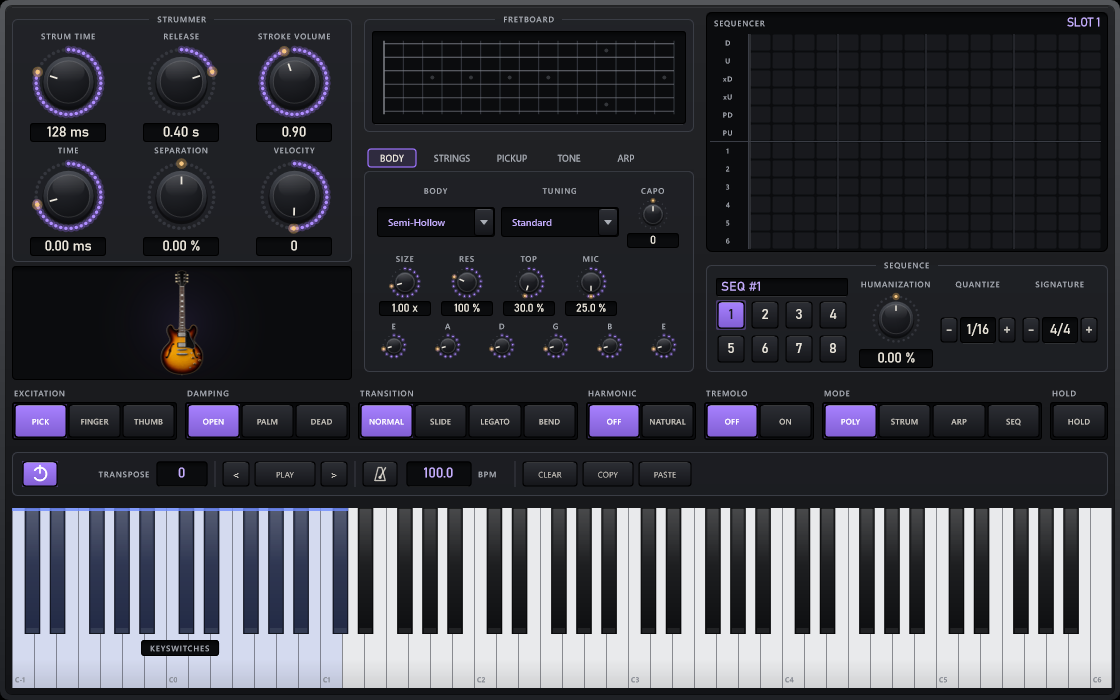 STRUMMER
STRUM TIME RELEASE STROKE VOLUME
128 ms 0.40 s 0.90
TIME SEPARATION VELOCITY
0.00 ms 0.00 % 0
FRETBOARD
BODY STRINGS PICKUP TONE ARP
BODY TUNING CAPO
Semi-Hollow Standard
0
SIZE RES TOP MIC
1.00 x 100 % 30.0 % 25.0 %
E A D G B E
SEQUENCER SLOT 1
D
U
xD
xU
PD
PU
1
2
3
4
5
6
SEQUENCE
SEQ #1 HUMANIZATION QUANTIZE SIGNATURE
1 2 3 4
- 1/16 + - 4/4 +
5 6 7 8
0.00 %
EXCITATION DAMPING TRANSITION HARMONIC TREMOLO MODE HOLD
PICK FINGER THUMB OPEN PALM DEAD NORMAL SLIDE LEGATO BEND OFF NATURAL OFF ON POLY STRUM ARP SEQ HOLD
TRANSPOSE 0 < PLAY > 100.0 BPM CLEAR COPY PASTE
KEYSWITCHES
C-1 C0 C1 C2 C3 C4 C5 C6